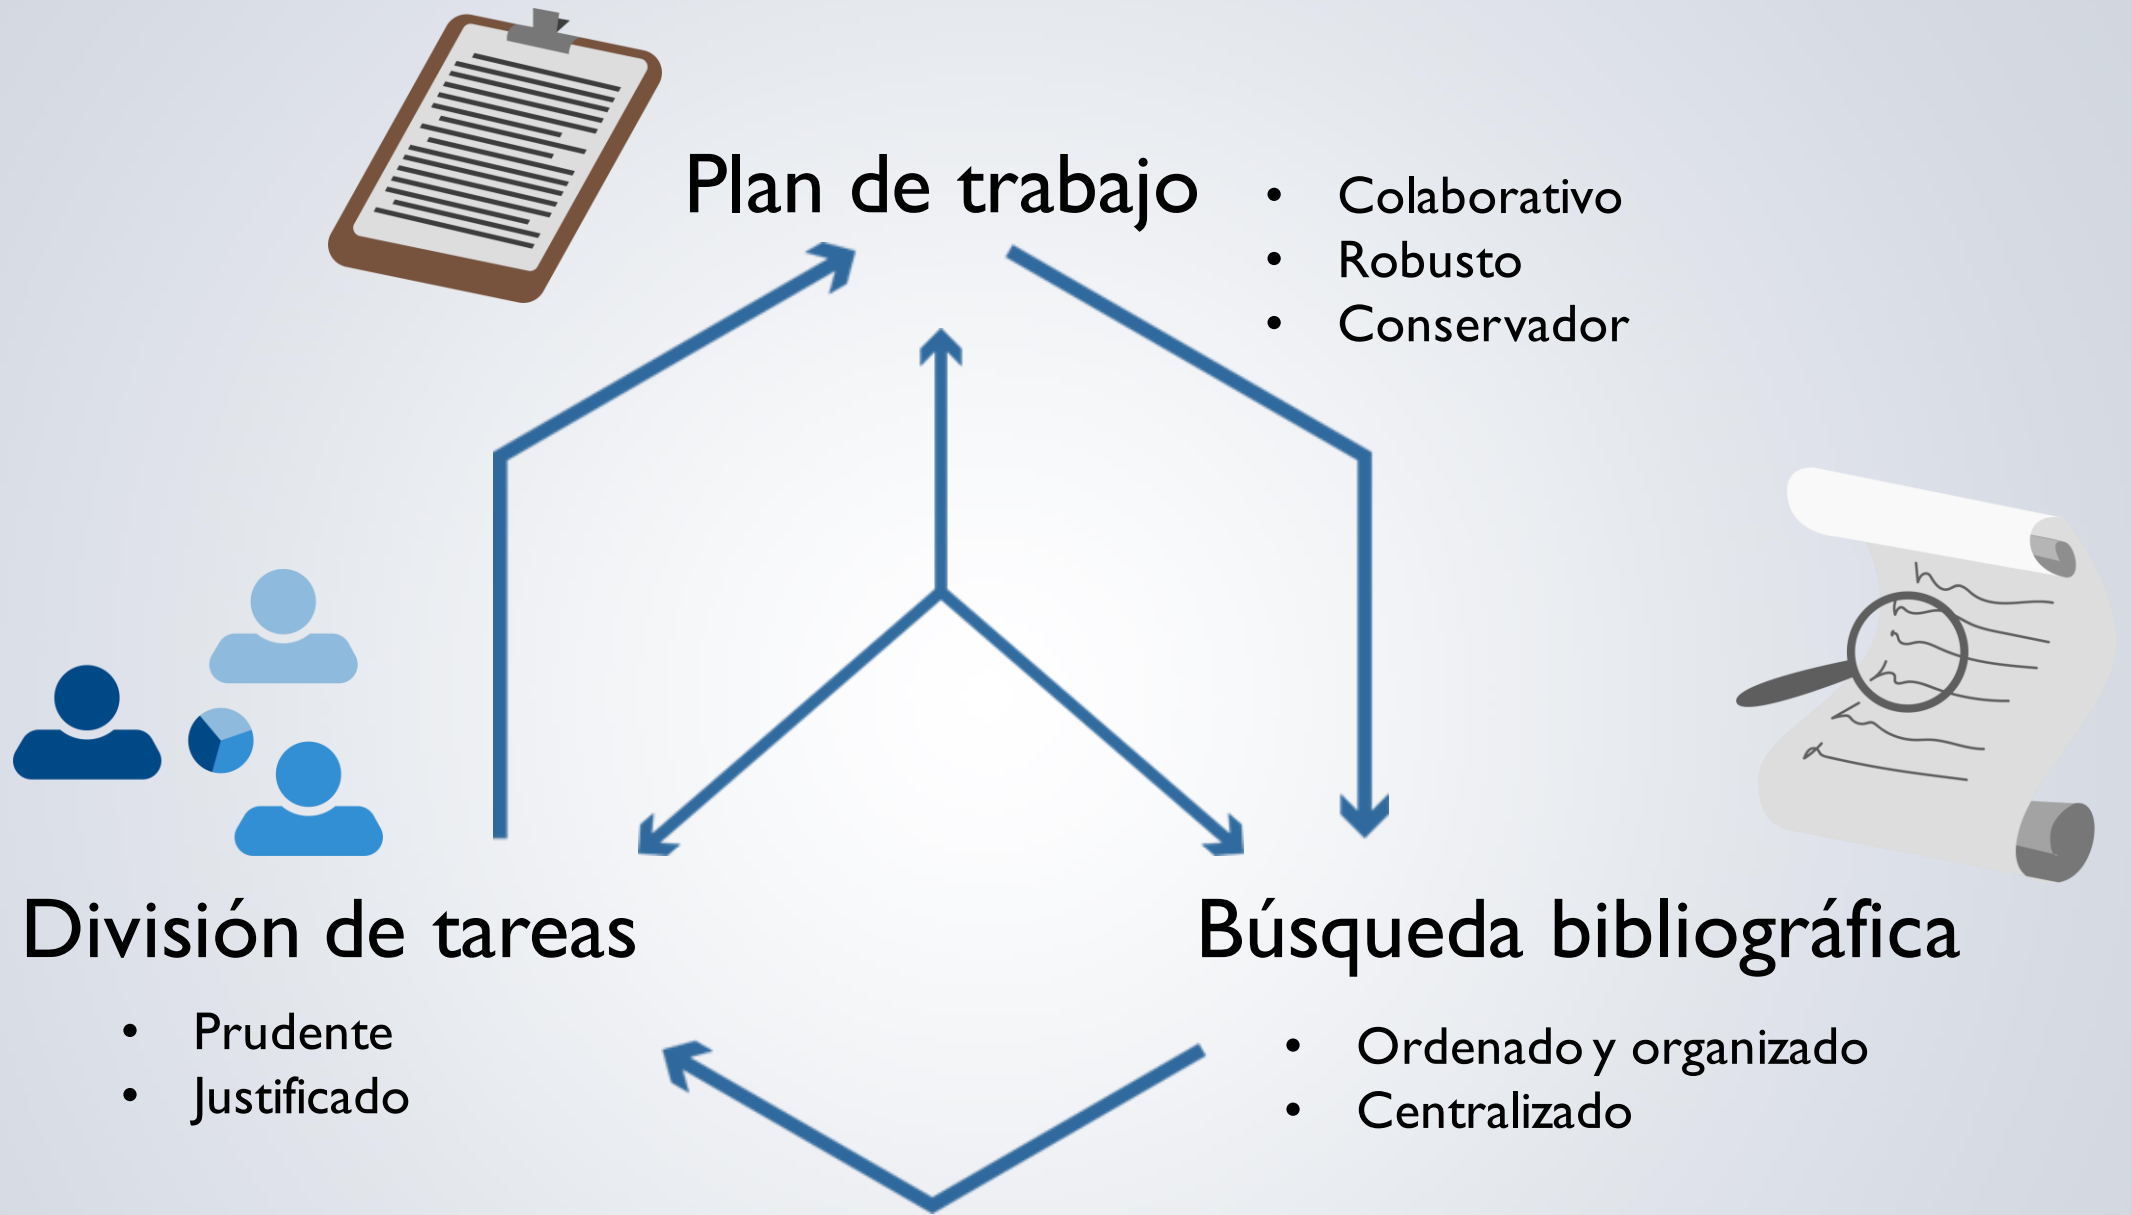 Plan de trabajo
• Colaborativo
• Robusto
• Conservador
División de tareas
• Prudente
• Justificado
Búsqueda bibliográfica
• Ordenado y organizado
• Centralizado